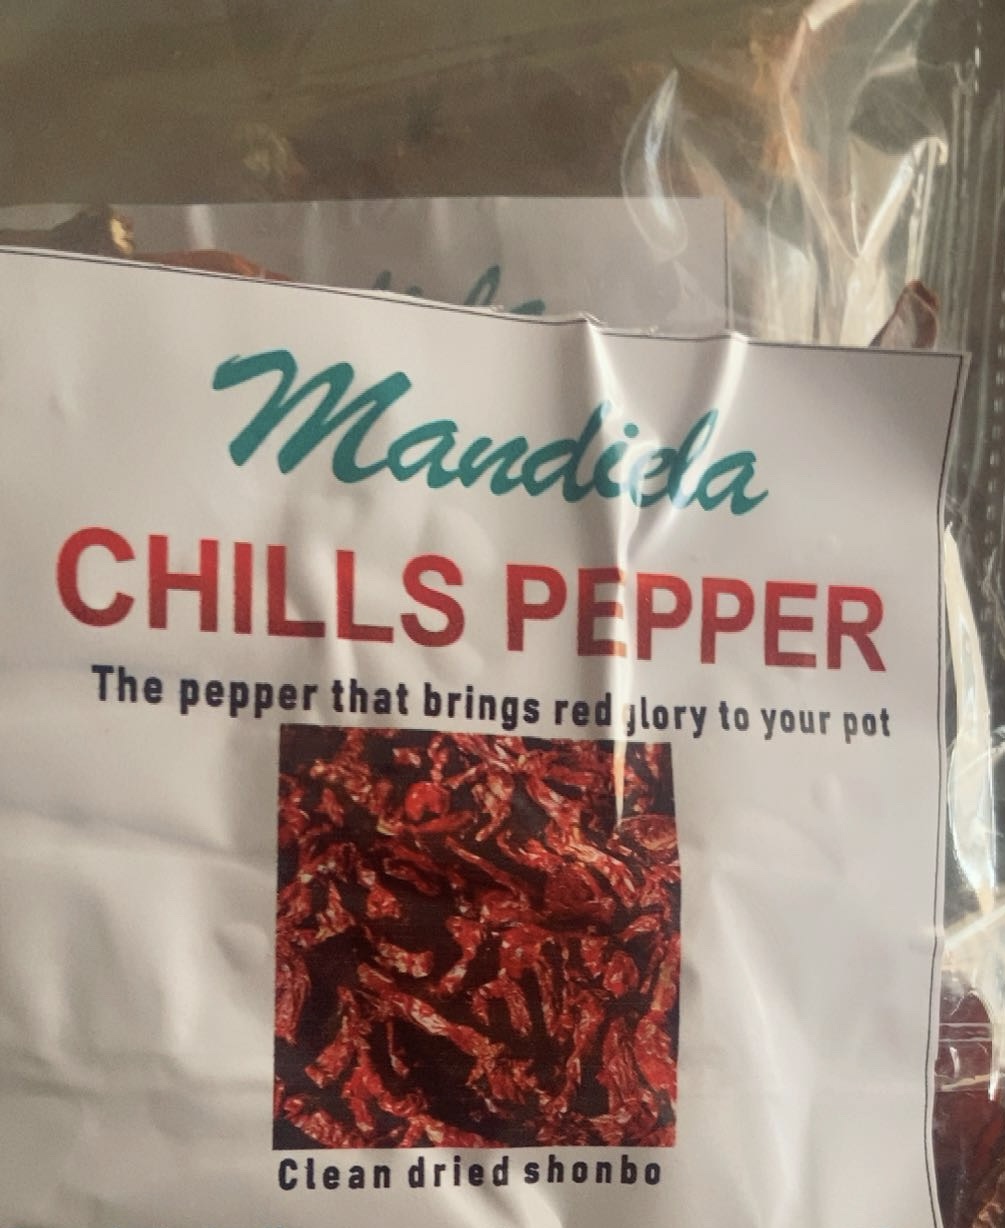 Mandiela
CHILLS PEPPER
The pepper that brings red glory to your pot
Clean dried shonbo